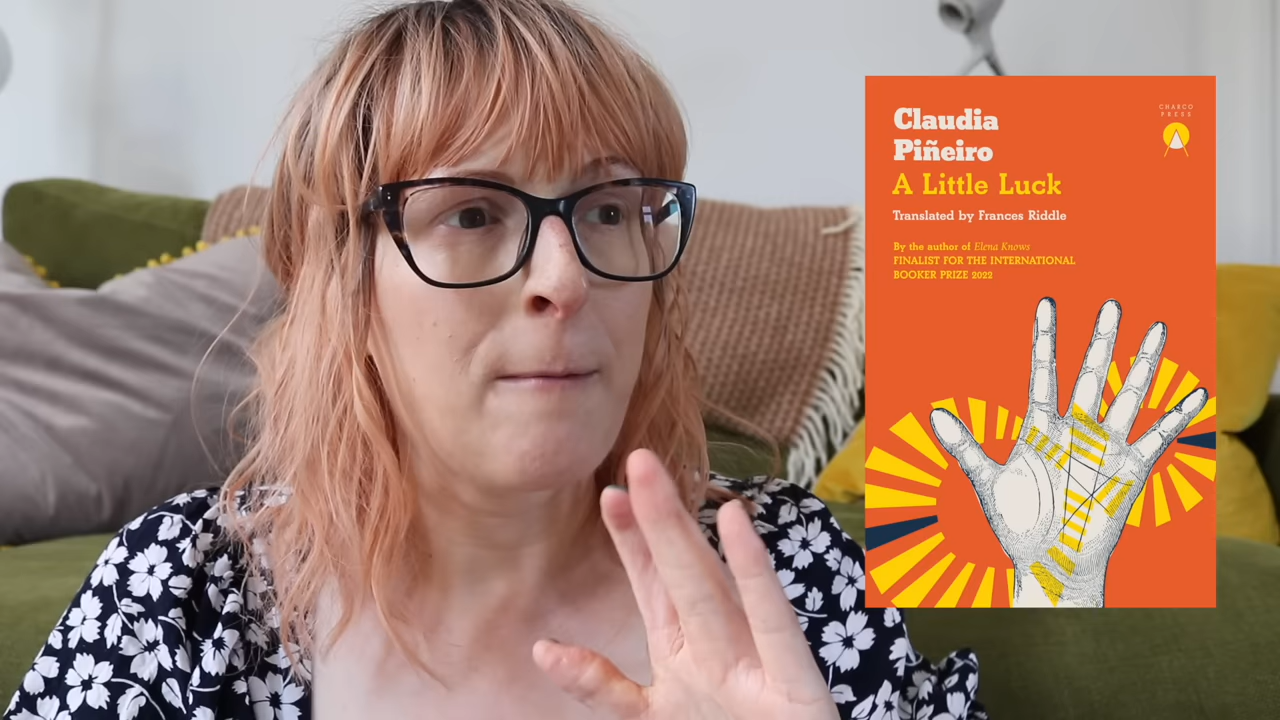 Claudia
Piñeiro
CHARCO
PRESS
A Little Luck
Translated by Frances Riddle
By the author of Elena Knows
FINALIST FOR THE INTERNATIONAL
BOOKER PRIZE 2022